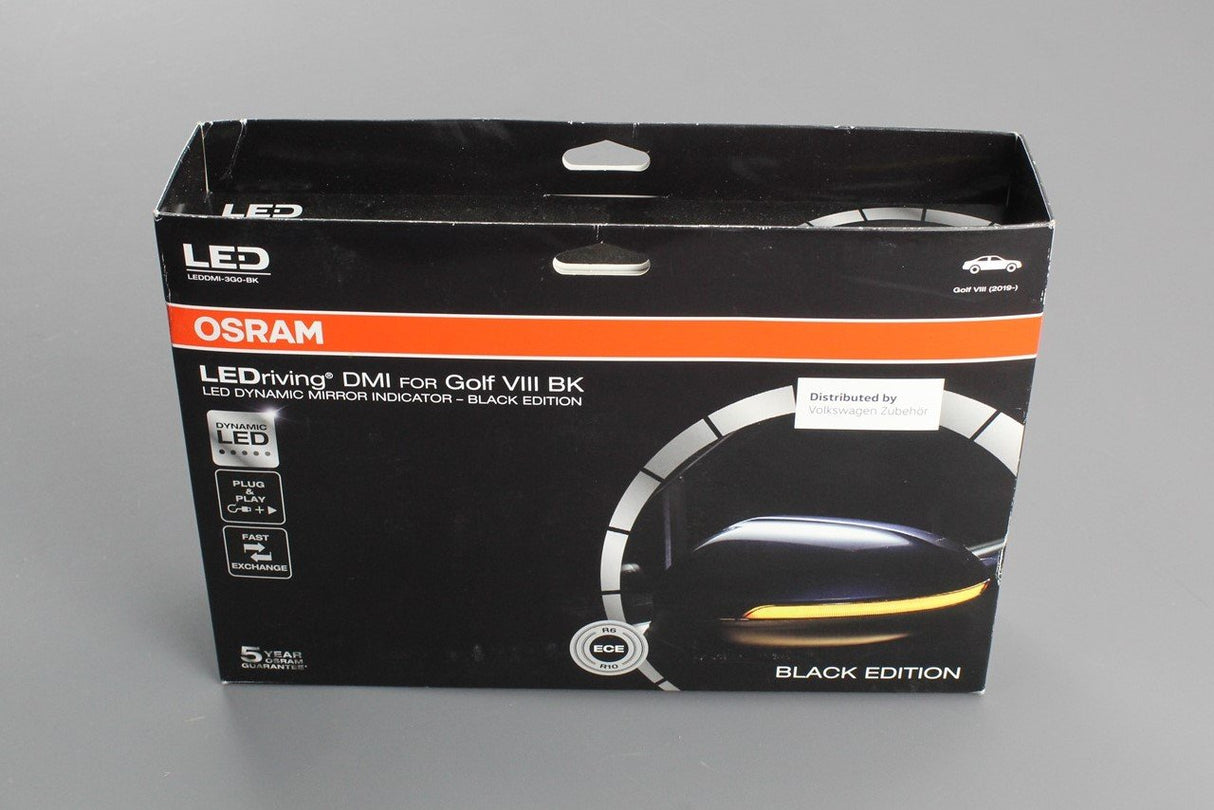 LED
LED
LEDDMI-3G0-BK
Golf VIII (2019-)
OSRAM
LEDriving® DMI FOR Golf VIII BK
LED DYNAMIC MIRROR INDICATOR – BLACK EDITION
Distributed by
Volkswagen Zubehör
DYNAMIC
LED
PLUG
&
PLAY
FAST
EXCHANGE
R6
ECE
R10
5 YEAR
OSRAM
GUARANTEE*
BLACK EDITION